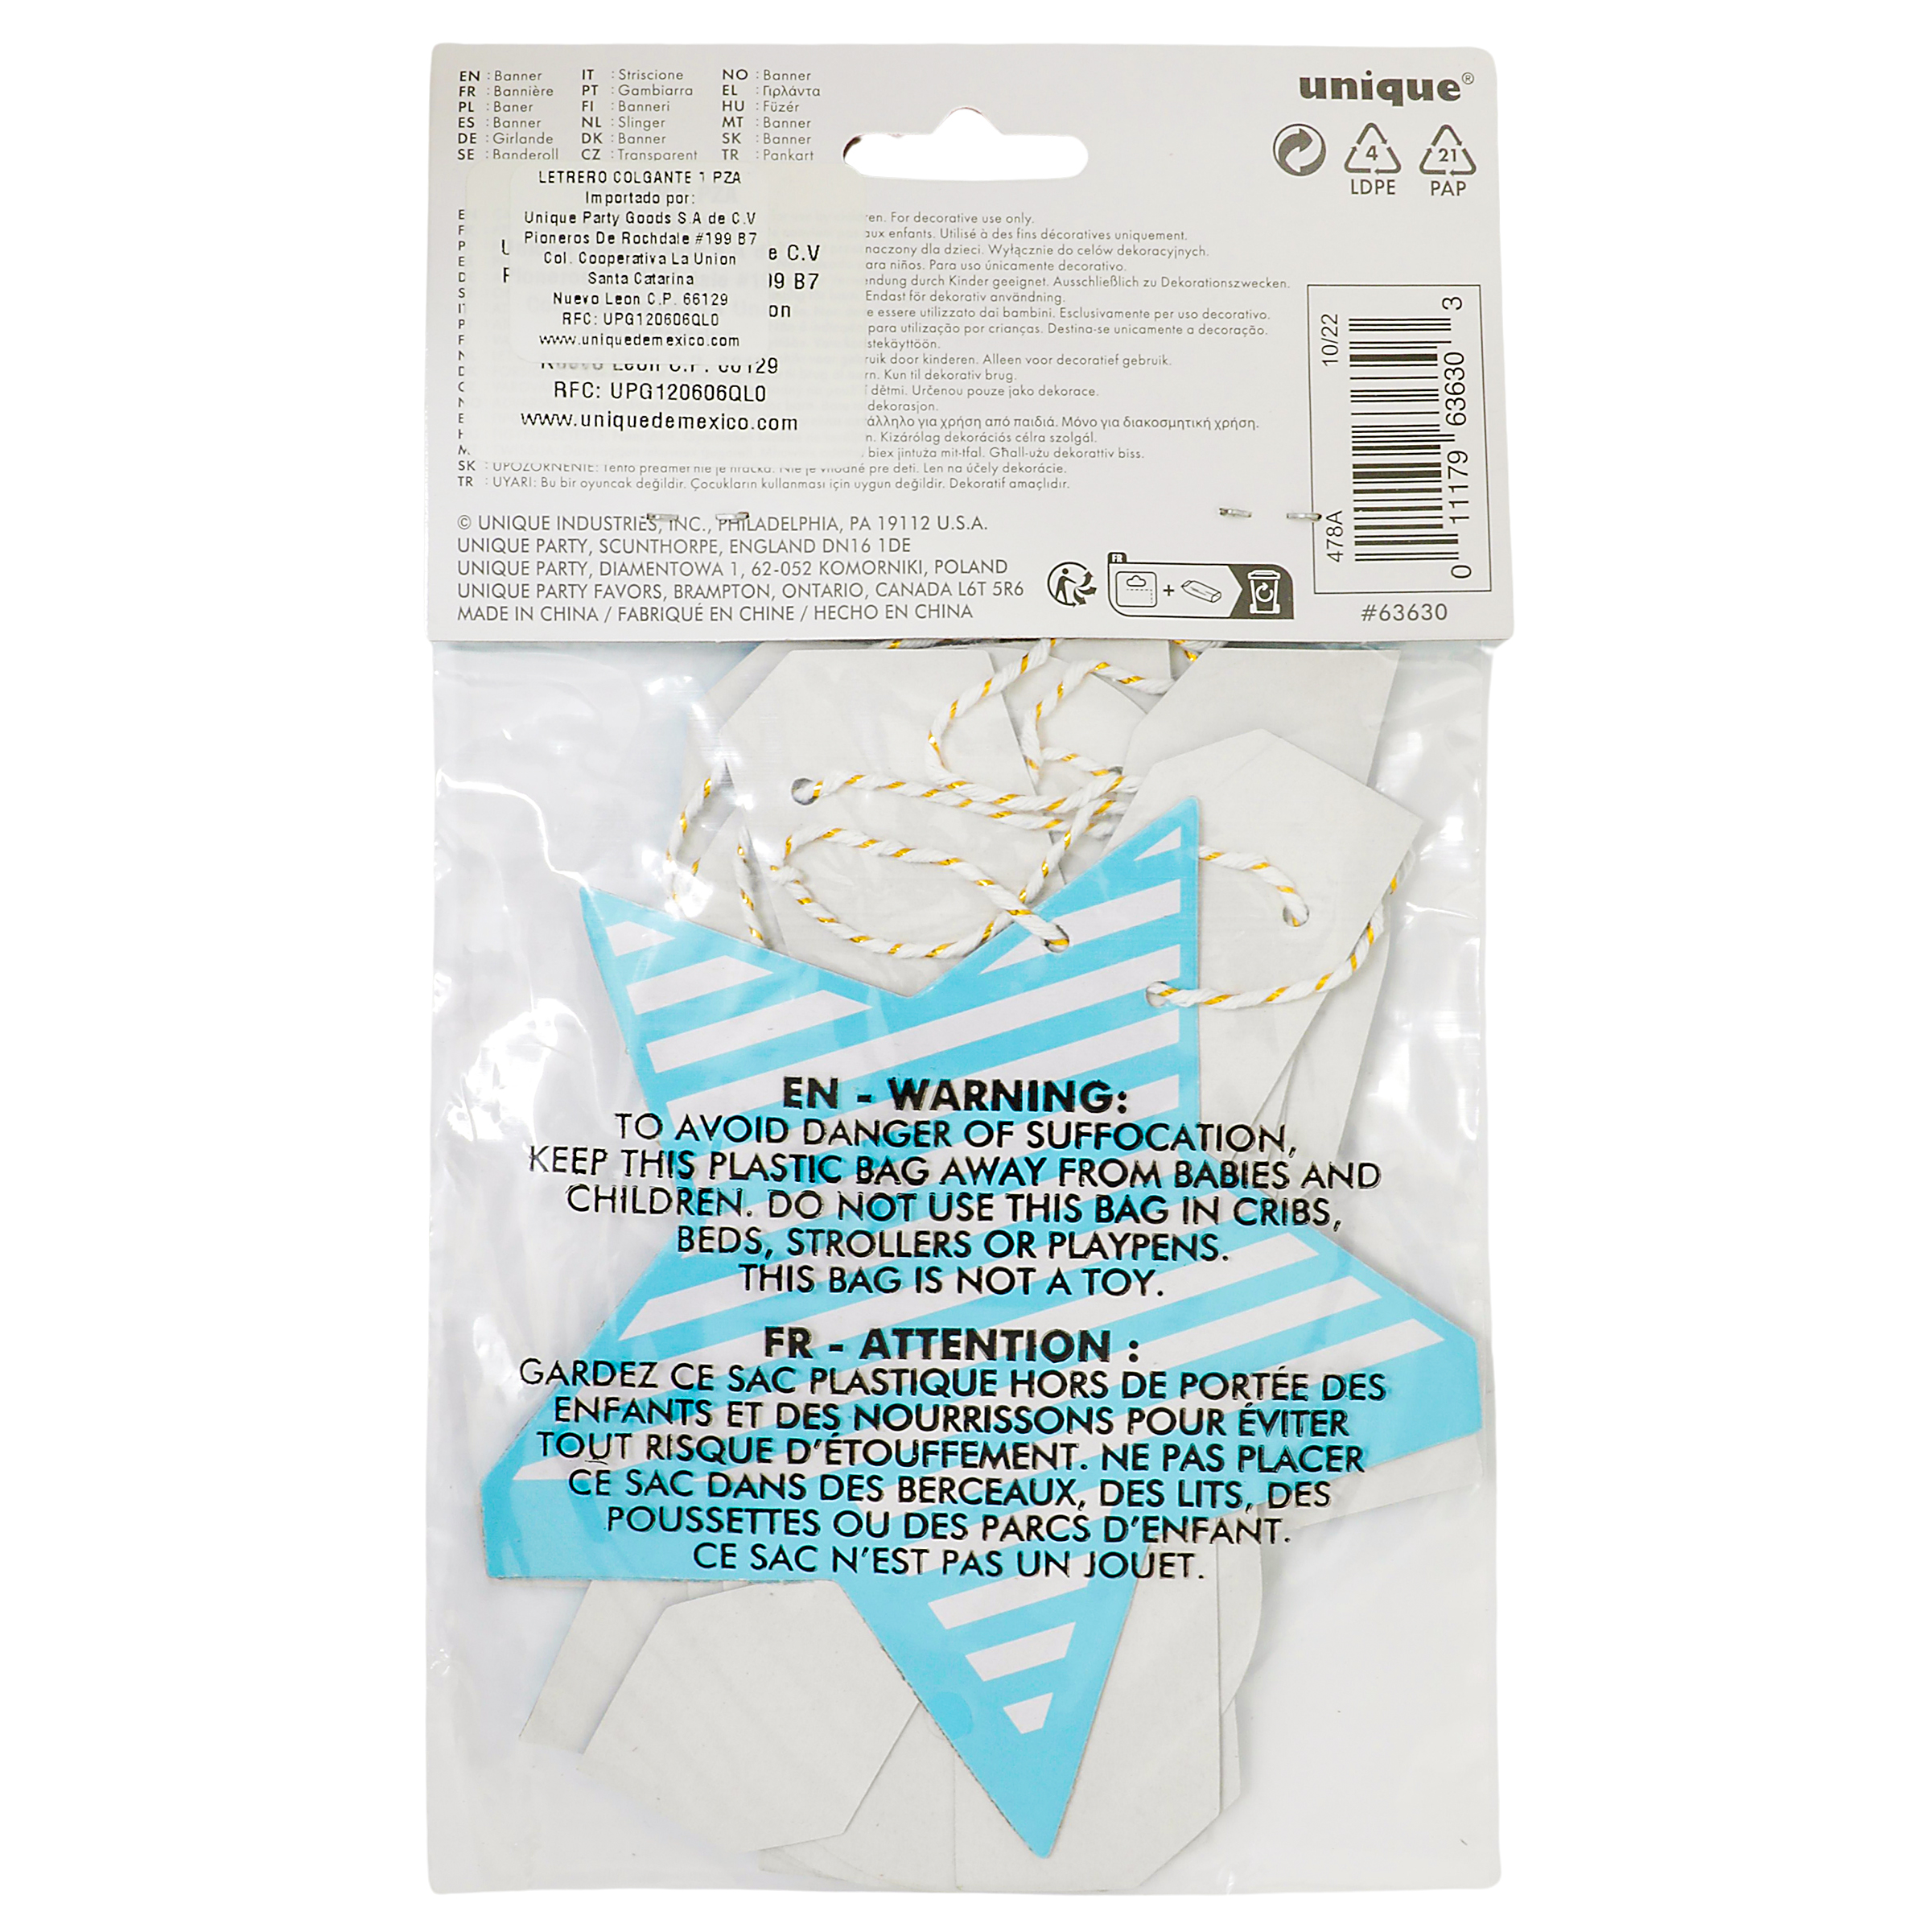 EN : Banner IT : Striscione NO : Banner
FR : Bannière PT : Gambiarra EL : Γιρλάντα
PL : Baner FI : Banneri HU : Füzér
ES : Banner NL : Slinger MT : Banner
DE : Girlande DK : Banner SK : Banner
SE : Banderoll CZ : Transparent TR : Pankart
unique®
4 21
LDPE PAP
LETRERO COLGANTE 1 PZA
Importado por:
Unique Party Goods S.A de C.V
Pioneros De Rochdale #199 B7
Col. Cooperativa La Union
Santa Catarina
Nuevo Leon C.P. 66129
RFC: UPG120606QL0
www.uniquedemexico.com
e C.V
B7
RFC: UPG120606QL0
www.uniquedemexico.com
For decorative use only.
aux enfants. Utilisé à des fins décoratives uniquement.
dla dzieci. Wyłącznie do celów dekoracyjnych.
para niños. Para uso únicamente decorativo.
durch Kinder geeignet. Ausschließlich zu Dekorationszwecken.
Endast för dekorativ användning.
e essere utilizzato dai bambini. Esclusivamente per uso decorativo.
para utilização por crianças. Destina-se unicamente a decoração.
door kinderen. Alleen voor decoratief gebruik.
Kun til dekorativ brug.
dětmi. Určenou pouze jako dekorace.
dekorasjon.
για χρήση από παιδιά. Μόνο για διακοσμητική χρήση.
Kizárólag dekorációs célra szolgál.
biex jintuża mit-tfal. Għall-użu dekorattiv biss.
SK : UPOZORNENIE: Tento predmet nie je hračka. Nie je vhodné pre deti. Len na účely dekorácie.
TR : UYARI: Bu bir oyuncak değildir. Çocukların kullanması için uygun değildir. Dekoratif amaçlıdır.
© UNIQUE INDUSTRIES, INC., PHILADELPHIA, PA 19112 U.S.A.
UNIQUE PARTY, SCUNTHORPE, ENGLAND DN16 1DE
UNIQUE PARTY, DIAMENTOWA 1, 62-052 KOMORNIKI, POLAND
UNIQUE PARTY FAVORS, BRAMPTON, ONTARIO, CANADA L6T 5R6
MADE IN CHINA / FABRIQUÉ EN CHINE / HECHO EN CHINA
FR
+
478A 10/22
0 11179 63630 3
#63630
EN - WARNING:
TO AVOID DANGER OF SUFFOCATION,
KEEP THIS PLASTIC BAG AWAY FROM BABIES AND
CHILDREN. DO NOT USE THIS BAG IN CRIBS,
BEDS, STROLLERS OR PLAYPENS.
THIS BAG IS NOT A TOY.
FR - ATTENTION :
GARDEZ CE SAC PLASTIQUE HORS DE PORTÉE DES
ENFANTS ET DES NOURRISSONS POUR ÉVITER
TOUT RISQUE D'ÉTOUFFEMENT. NE PAS PLACER
CE SAC DANS DES BERCEAUX, DES LITS, DES
POUSSETTES OU DES PARCS D'ENFANT.
CE SAC N'EST PAS UN JOUET.